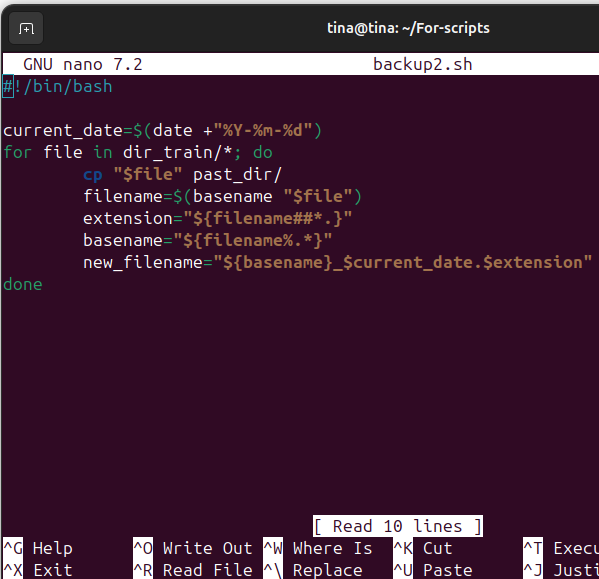 tina@tina: ~/For-scripts
GNU nano 7.2 backup2.sh
#!/bin/bash
current_date=$(date +"%Y-%m-%d")
for file in dir_train/*; do
cp "$file" past_dir/
filename=$(basename "$file")
extension="${filename##*.}"
basename="${filename%.*}"
new_filename="${basename}_$current_date.$extension"
done
[ Read 10 lines ]
^G Help ^O Write Out ^W Where Is ^K Cut ^T Execu
^X Exit ^R Read File ^\ Replace ^U Paste ^J Justi